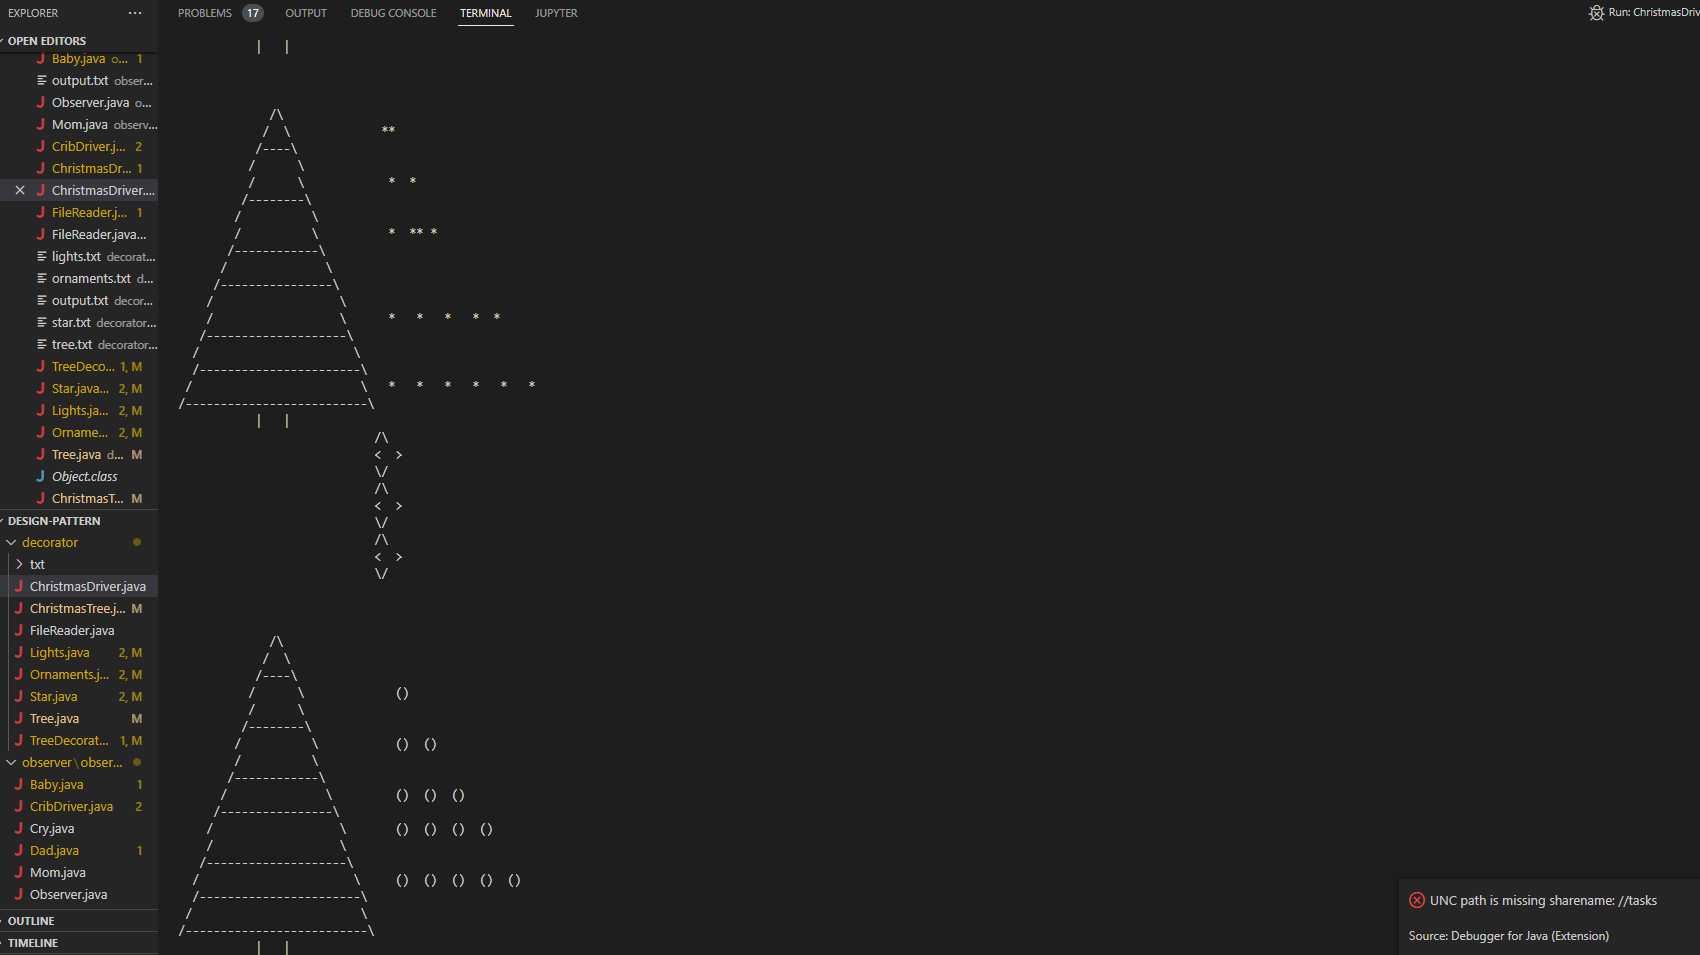 EXPLORER ···
OPEN EDITORS
Baby.java o... 1
output.txt obser...
Observer.java o...
Mom.java observ...
CribDriver.j... 2
ChristmasDr... 1
ChristmasDriver....
FileReader.j... 1
FileReader.java...
lights.txt decorat...
ornaments.txt d...
output.txt decor...
star.txt decorator...
tree.txt decorator...
TreeDeco... 1, M
Star.java... 2, M
Lights.ja... 2, M
Orname... 2, M
Tree.java d... M
Object.class
ChristmasT... M
DESIGN-PATTERN
decorator
txt
ChristmasDriver.java
ChristmasTree.j... M
FileReader.java
Lights.java 2, M
Ornaments.j... 2, M
Star.java 2, M
Tree.java M
TreeDecorat... 1, M
observer\obser...
Baby.java 1
CribDriver.java 2
Cry.java
Dad.java 1
Mom.java
Observer.java
OUTLINE
TIMELINE
PROBLEMS 17 OUTPUT DEBUG CONSOLE TERMINAL JUPYTER
Run: ChristmasDriv
           |   |
             /\
            /  \             **
           /----\
          /      \
          /       \            *  *
         /--------\
        /          \
        /          \          *  ** *
       /------------\
      /              \
     /----------------\
    /                  \
    /                  \      *   *   *   *  *
   /--------------------\
  /                      \
  /-----------------------\
 /                        \   *   *   *   *   *   *
/--------------------------\
           |   |
                            /\
                            <  >
                            \/
                            /\
                            <  >
                            \/
                            /\
                            <  >
                            \/
             /\
            /  \
           /----\
          /      \             ()
          /      \
         /--------\
        /          \           ()  ()
        /          \
       /------------\
      /              \         ()  ()  ()
     /----------------\
    /                  \       ()  ()  ()  ()
    /                  \
   /--------------------\
  /                      \     ()  ()  ()  ()  ()
  /-----------------------\
 /                        \
/--------------------------\
           |   |
UNC path is missing sharename: //tasks
Source: Debugger for Java (Extension)